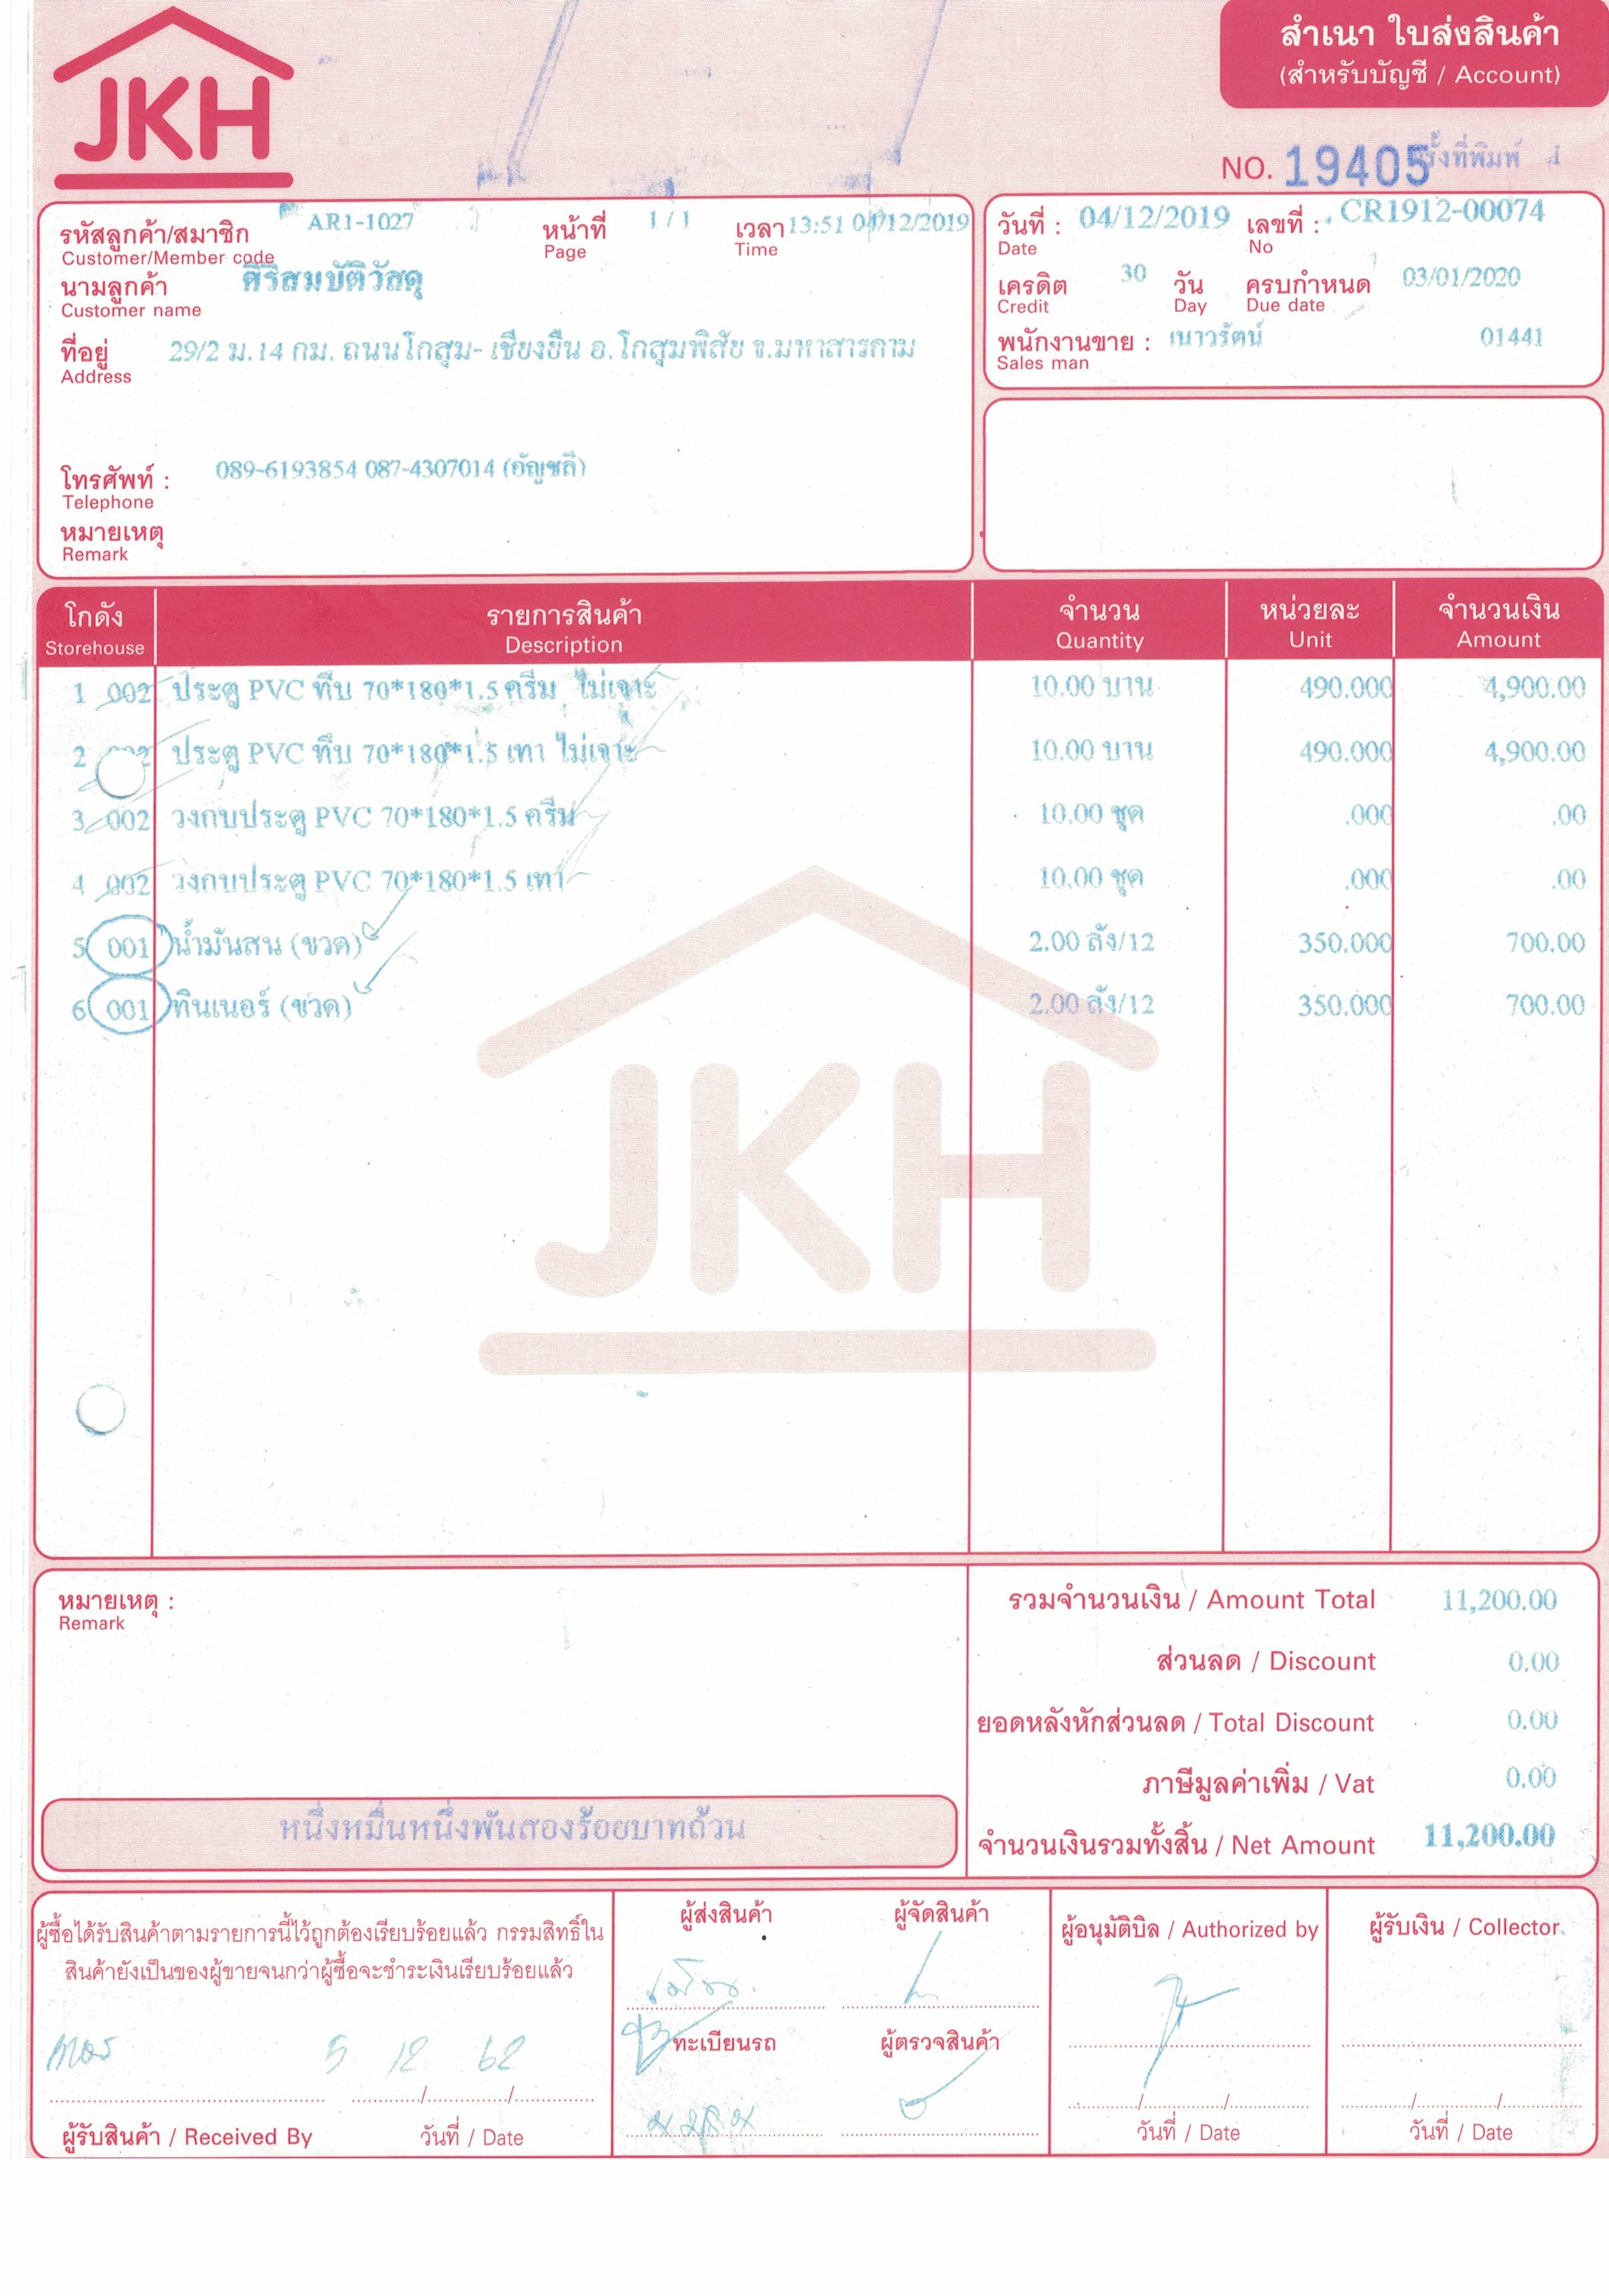 JKH
สำเนา ใบส่งสินค้า
(สำหรับบัญชี / Account)
NO. 19405 ครั้งที่พิมพ์ 1
รหัสลูกค้า/สมาชิก AR1-1027 หน้าที่ 1 / 1 เวลา 13:51 04/12/2019
Customer/Member code Page Time
นามลูกค้า ศิริสมบัติวัสดุ
Customer name
ที่อยู่ 29/2 ม.14 กม. ถนนโกสุม- เชียงยืน อ.โกสุมพิสัย จ.มหาสารคาม
Address
โทรศัพท์ : 089-6193854 087-4307014 (อัญชลี)
Telephone
หมายเหตุ
Remark
วันที่ : 04/12/2019 เลขที่ : CR1912-00074
Date No
เครดิต 30 วัน ครบกำหนด 03/01/2020
Credit Day Due date
พนักงานขาย : เนาวรัตน์ 01441
Sales man
โกดัง รายการสินค้า จำนวน หน่วยละ จำนวนเงิน
Storehouse Description Quantity Unit Amount
1 002 ประตู PVC ทึบ 70*180*1.5 ครีม ไม่เจาะ 10.00 บาน 490.000 4,900.00
2 002 ประตู PVC ทึบ 70*180*1.5 เทา ไม่เจาะ 10.00 บาน 490.000 4,900.00
3 002 วงกบประตู PVC 70*180*1.5 ครีม 10.00 ชุด .000 .00
4 002 วงกบประตู PVC 70*180*1.5 เทา 10.00 ชุด .000 .00
5 001 น้ำมันสน (ขวด) 2.00 ลัง/12 350.000 700.00
6 001 ทินเนอร์ (ขวด) 2.00 ลัง/12 350.000 700.00
JKH
หมายเหตุ :
Remark
รวมจำนวนเงิน / Amount Total 11,200.00
ส่วนลด / Discount 0.00
ยอดหลังหักส่วนลด / Total Discount 0.00
ภาษีมูลค่าเพิ่ม / Vat 0.00
หนึ่งหมื่นหนึ่งพันสองร้อยบาทถ้วน
จำนวนเงินรวมทั้งสิ้น / Net Amount 11,200.00
ผู้ซื้อได้รับสินค้าตามรายการนี้ไว้ถูกต้องเรียบร้อยแล้ว กรรมสิทธิ์ใน
สินค้ายังเป็นของผู้ขายจนกว่าผู้ซื้อจะชำระเงินเรียบร้อยแล้ว
5 12 62
ผู้รับสินค้า / Received By วันที่ / Date
ผู้ส่งสินค้า ผู้จัดสินค้า
ทะเบียนรถ ผู้ตรวจสินค้า
ผู้อนุมัติบิล / Authorized by
วันที่ / Date
ผู้รับเงิน / Collector
วันที่ / Date